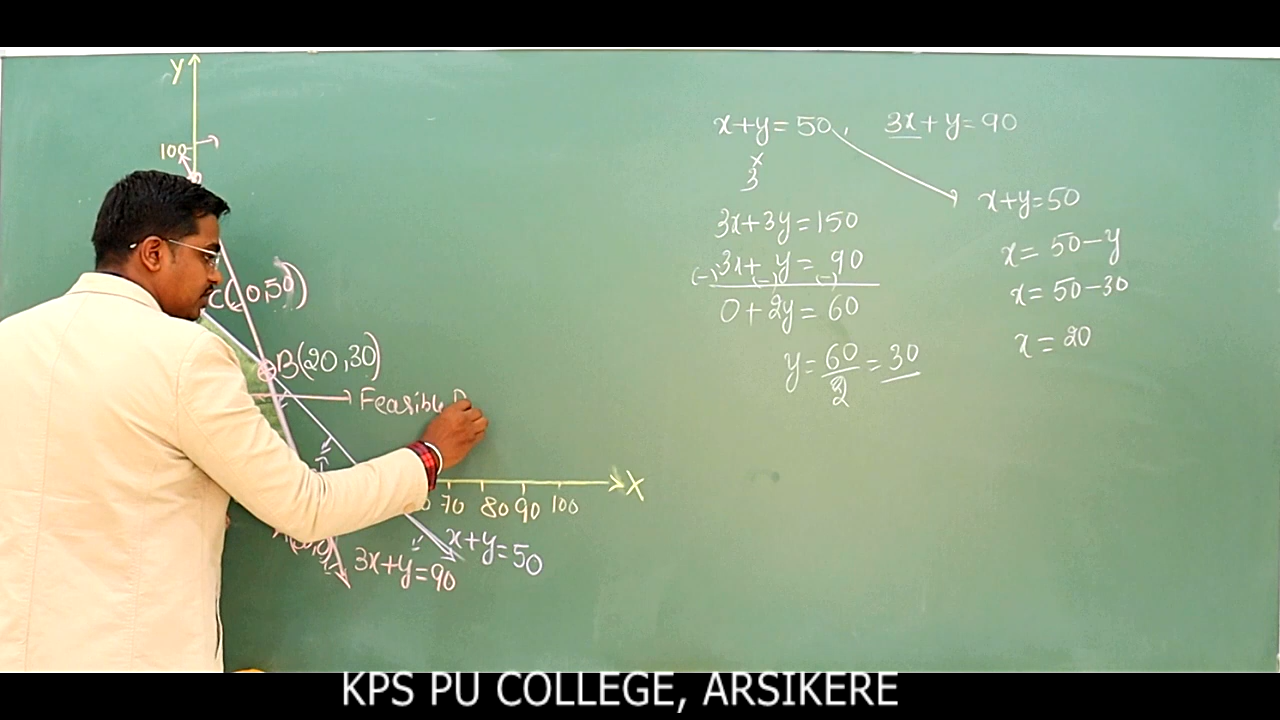 Y
100
C(0,50)
B(20,30)
Feasible
70 80 90 100 X
x+y=50
3x+y=90
x+y=50, 3x+y=90
×
3
3x+3y=150
(-)3x+(-)y=(-)90
0+2y=60
y=60/2=30
x+y=50
x=50-y
x=50-30
x=20
KPS PU COLLEGE, ARSIKERE